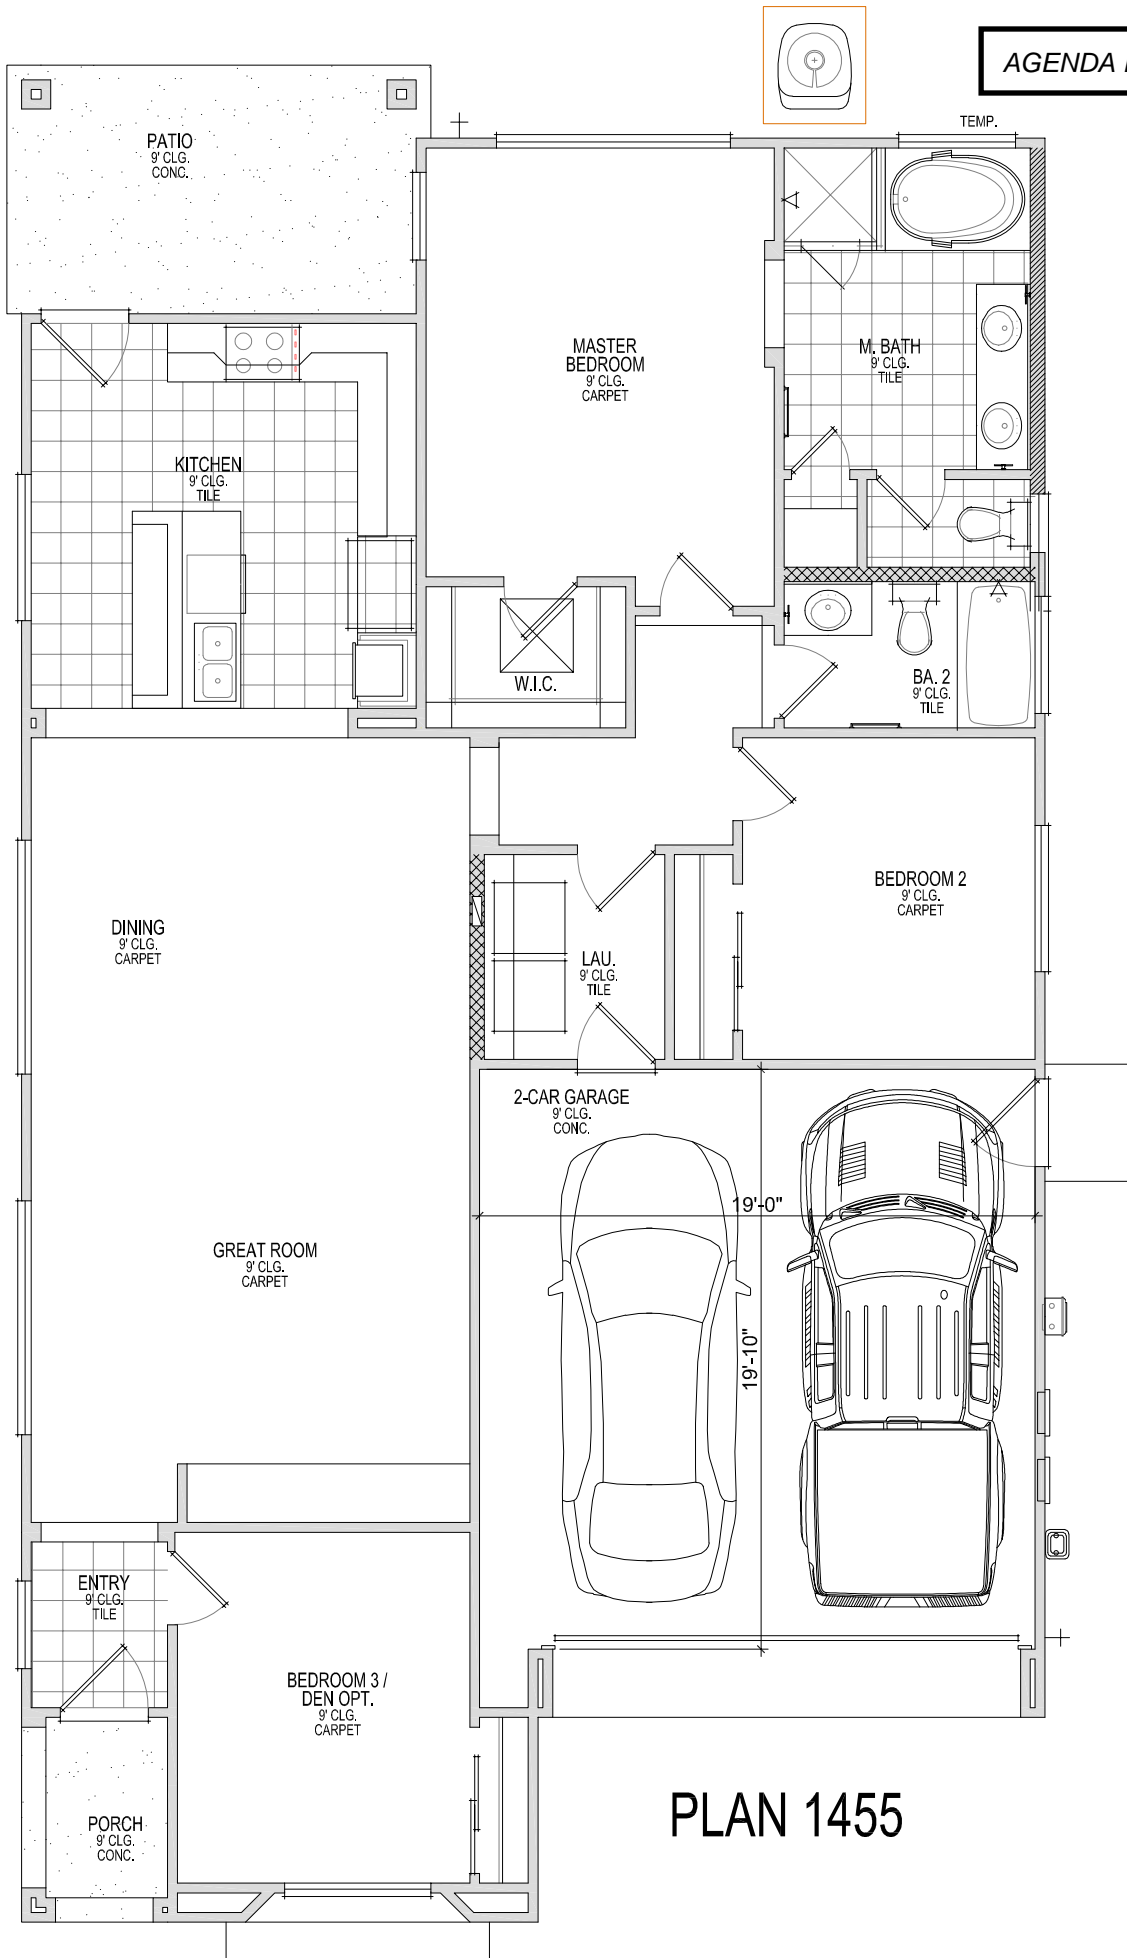 AGENDA
TEMP.
PATIO
9' CLG.
CONC.
MASTER
BEDROOM
9' CLG.
CARPET
M. BATH
9' CLG.
TILE
KITCHEN
9' CLG.
TILE
W.I.C.
BA. 2
9' CLG.
TILE
BEDROOM 2
9' CLG.
CARPET
DINING
9' CLG.
CARPET
LAU.
9' CLG.
TILE
2-CAR GARAGE
9' CLG.
CONC.
19'-0"
GREAT ROOM
9' CLG.
CARPET
19'-10"
ENTRY
9' CLG.
TILE
BEDROOM 3 /
DEN OPT.
9' CLG.
CARPET
PORCH
9' CLG.
CONC.
PLAN 1455